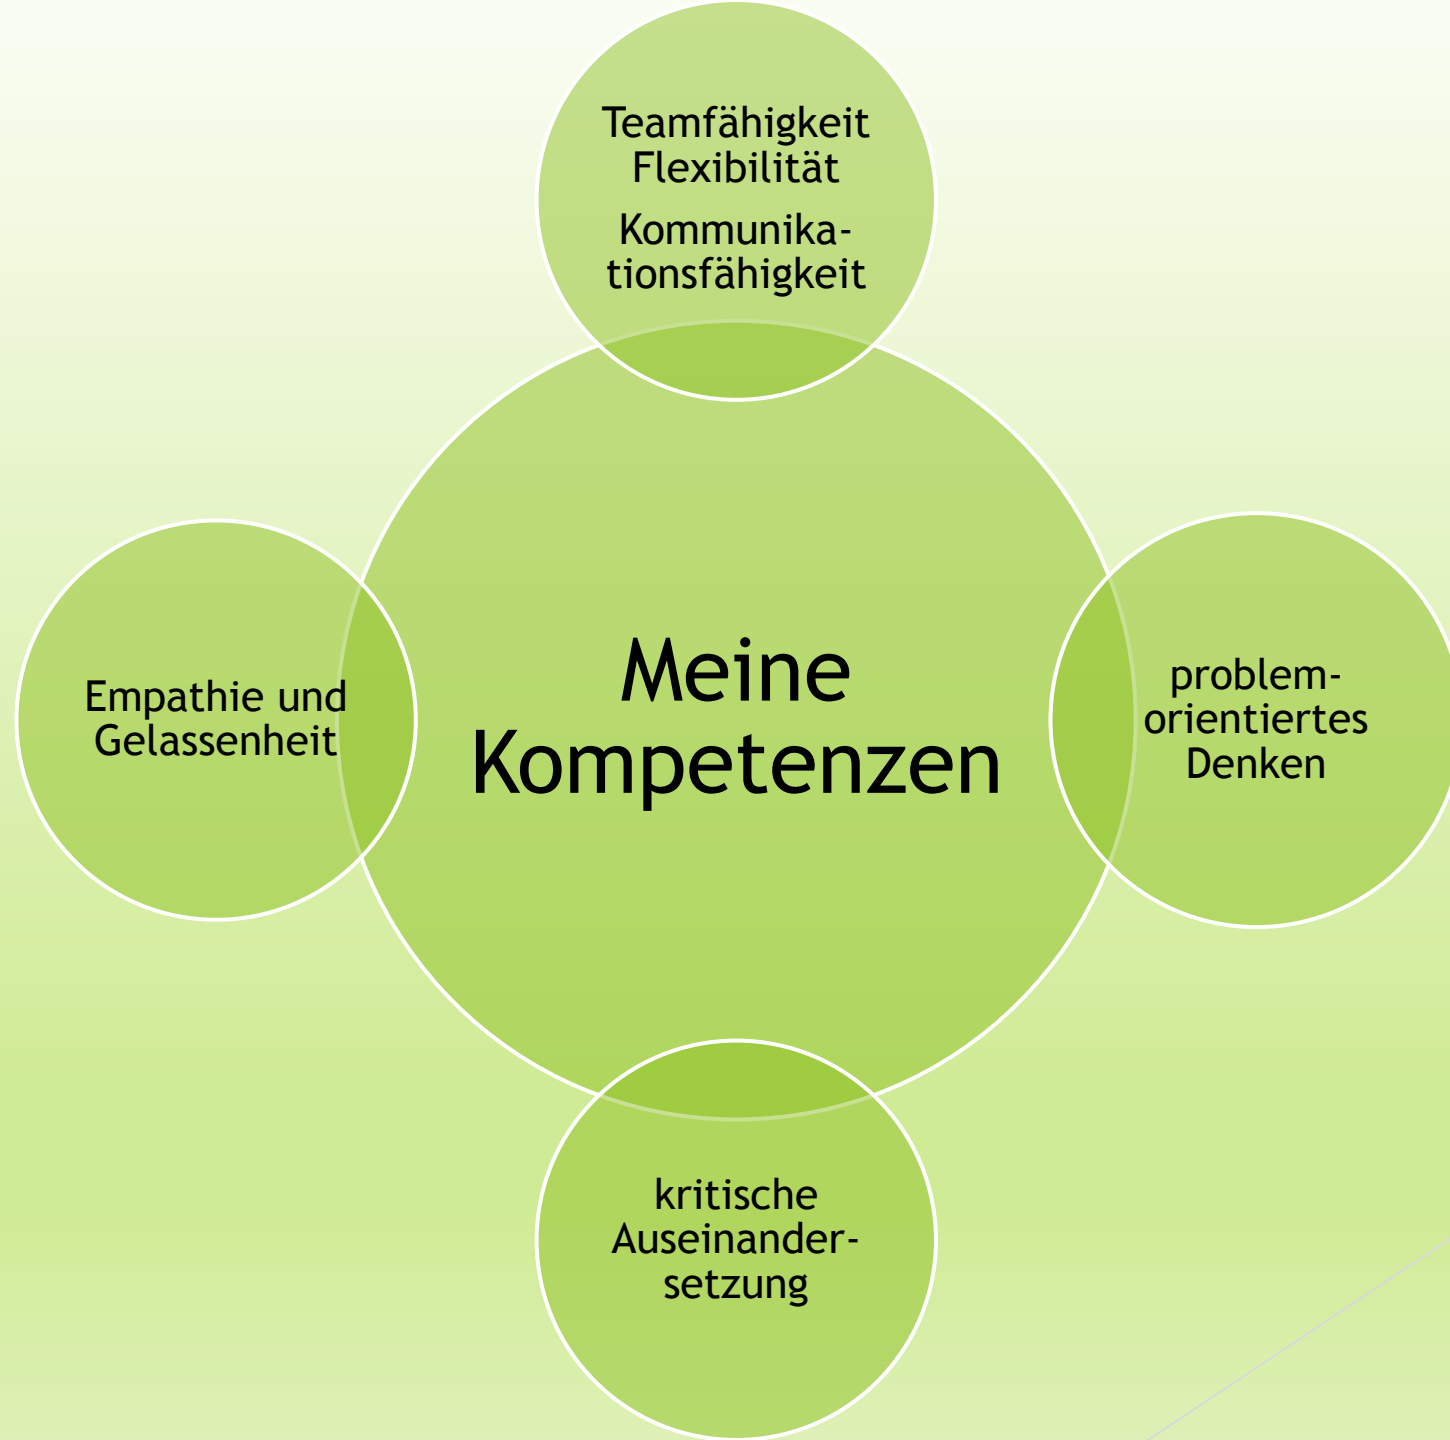 Teamfähigkeit
Flexibilität
Kommunika-
tionsfähigkeit
Empathie und
Gelassenheit
Meine
Kompetenzen
problem-
orientiertes
Denken
kritische
Auseinander-
setzung